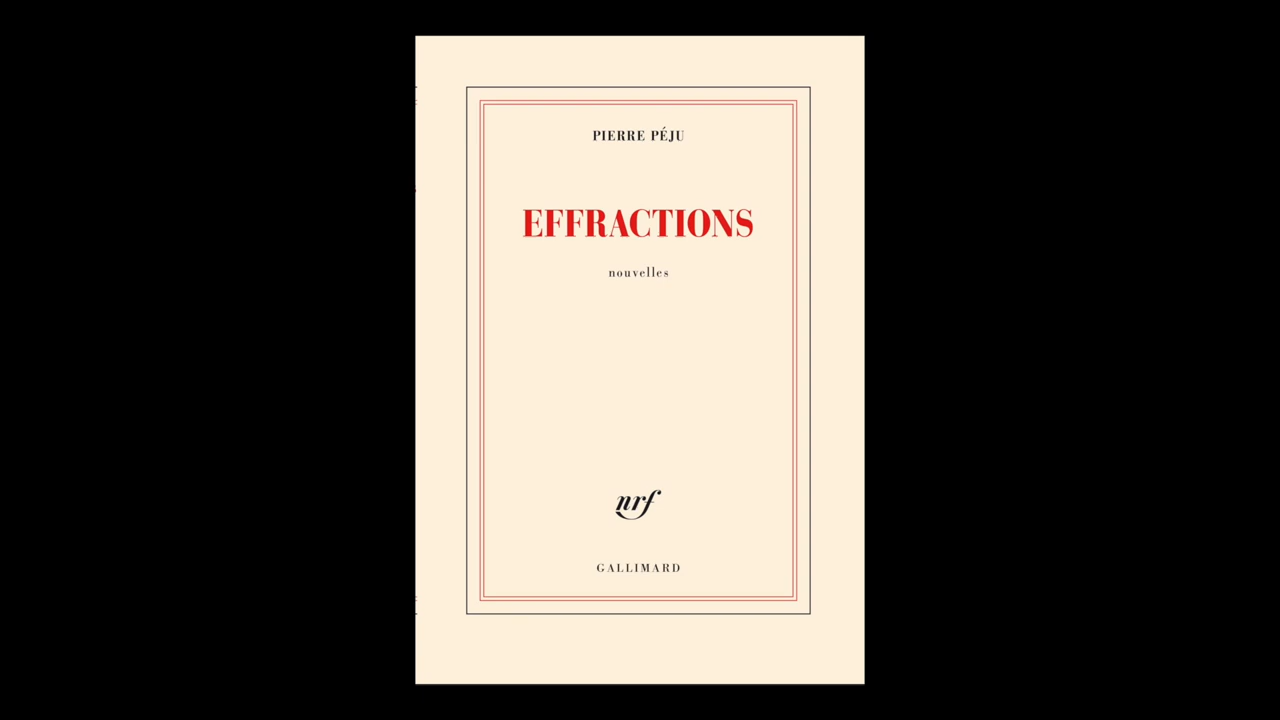 PIERRE PÉJU
EFFRACTIONS
nouvelles
nrf
GALLIMARD